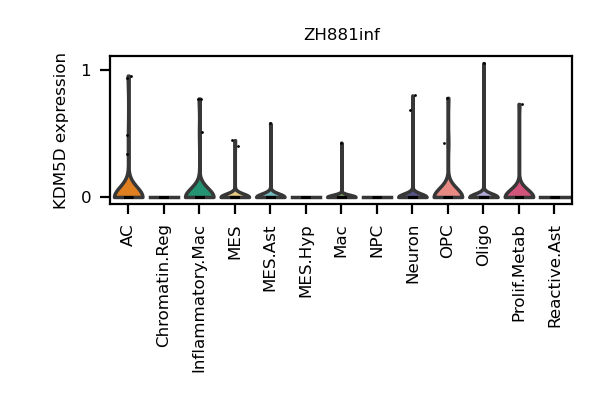 ZH881inf
KDM5D expression
1
0
AC
Chromatin.Reg
Inflammatory.Mac
MES
MES.Ast
MES.Hyp
Mac
NPC
Neuron
OPC
Oligo
Prolif.Metab
Reactive.Ast